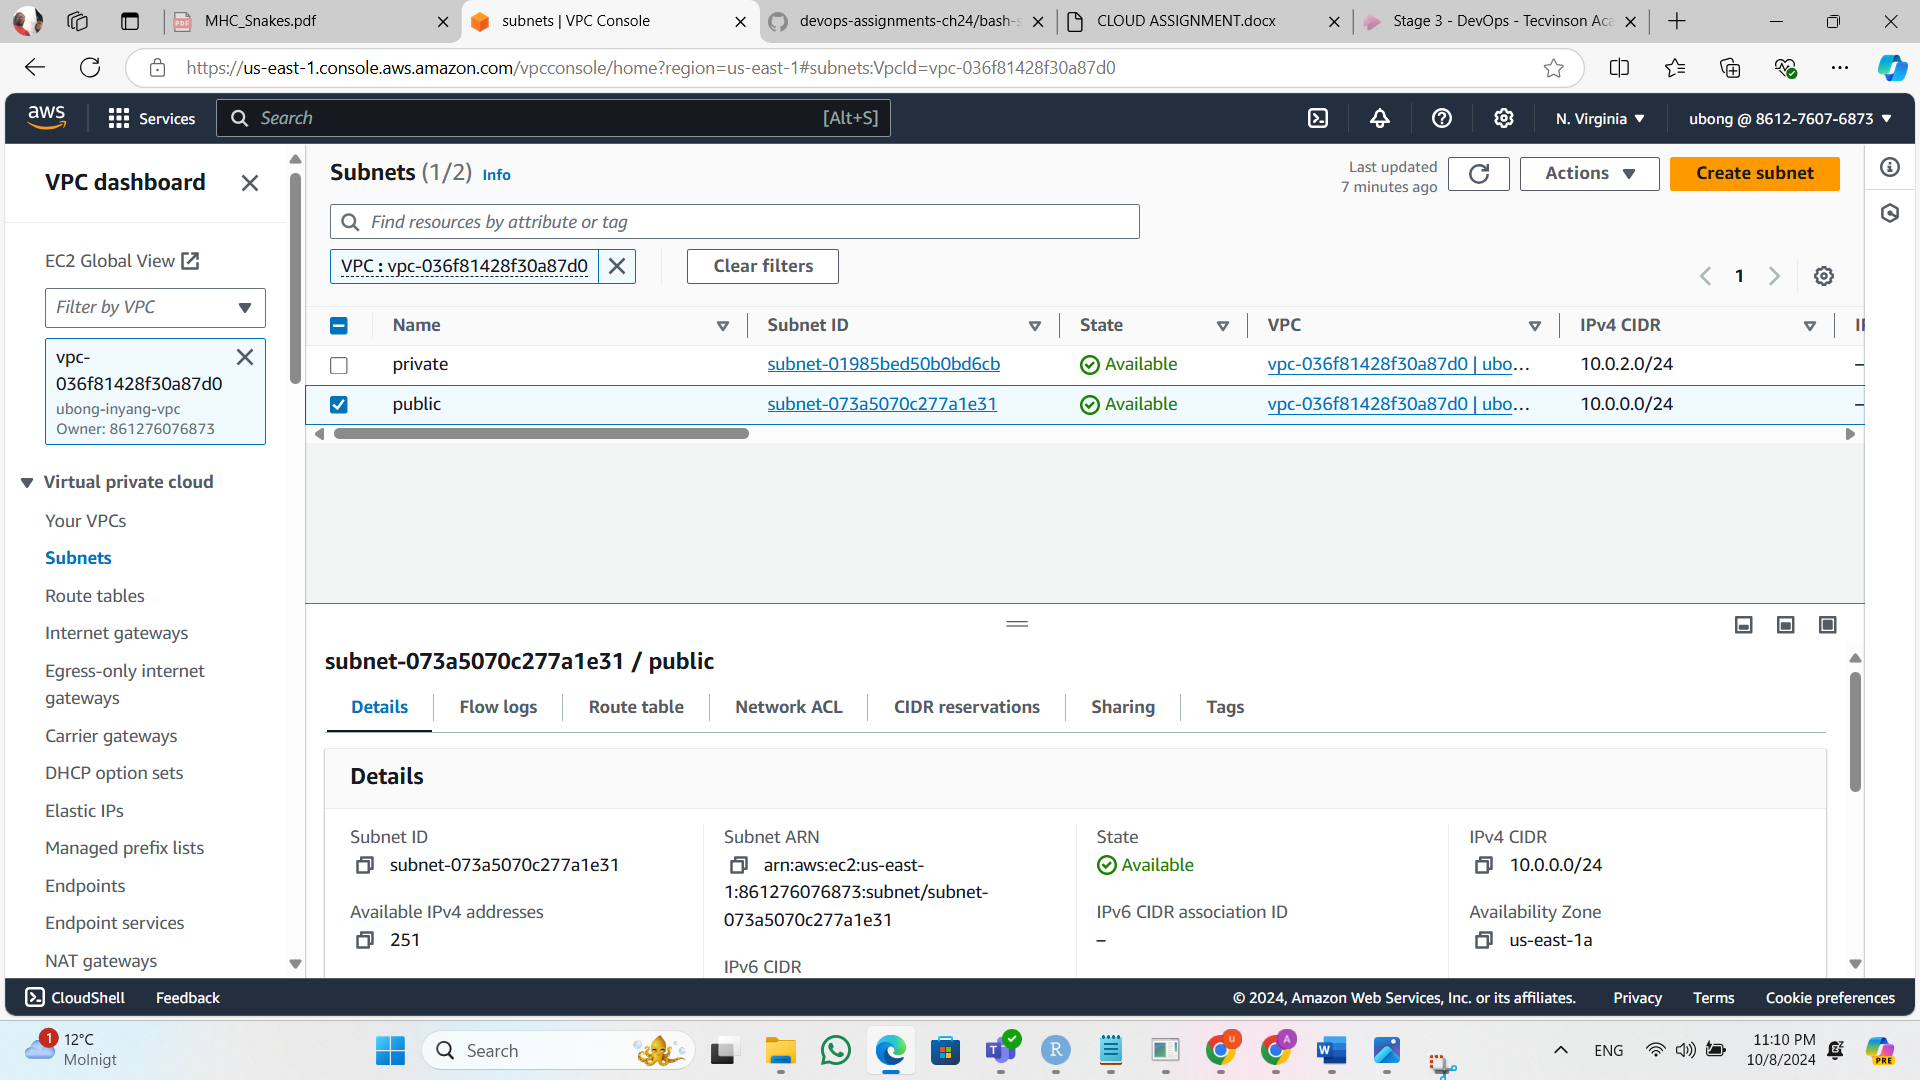 MHC_Snakes.pdf
subnets | VPC Console
devops-assignments-ch24/bash-s
CLOUD ASSIGNMENT.docx
Stage 3 - DevOps - Tecvinson Aca
https://us-east-1.console.aws.amazon.com/vpcconsole/home?region=us-east-1#subnets:VpcId=vpc-036f81428f30a87d0
aws
Services
Search
[Alt+S]
N. Virginia
ubong @ 8612-7607-6873
VPC dashboard
EC2 Global View
Filter by VPC
vpc-
036f81428f30a87d0
ubong-inyang-vpc
Owner: 861276076873
Virtual private cloud
Your VPCs
Subnets
Route tables
Internet gateways
Egress-only internet
gateways
Carrier gateways
DHCP option sets
Elastic IPs
Managed prefix lists
Endpoints
Endpoint services
NAT gateways
Subnets (1/2) Info
Last updated
7 minutes ago
Actions
Create subnet
Find resources by attribute or tag
VPC : vpc-036f81428f30a87d0
Clear filters
1
Name Subnet ID State VPC IPv4 CIDR
private subnet-01985bed50b0bd6cb Available vpc-036f81428f30a87d0 | ubo... 10.0.2.0/24 –
public subnet-073a5070c277a1e31 Available vpc-036f81428f30a87d0 | ubo... 10.0.0.0/24 –
subnet-073a5070c277a1e31 / public
Details Flow logs Route table Network ACL CIDR reservations Sharing Tags
Details
Subnet ID
subnet-073a5070c277a1e31
Available IPv4 addresses
251
Subnet ARN
arn:aws:ec2:us-east-
1:861276076873:subnet/subnet-
073a5070c277a1e31
IPv6 CIDR
State
Available
IPv6 CIDR association ID
–
IPv4 CIDR
10.0.0.0/24
Availability Zone
us-east-1a
CloudShell
Feedback
© 2024, Amazon Web Services, Inc. or its affiliates.
Privacy
Terms
Cookie preferences
1
12°C
Molnigt
Search
ENG
11:10 PM
10/8/2024
PRE